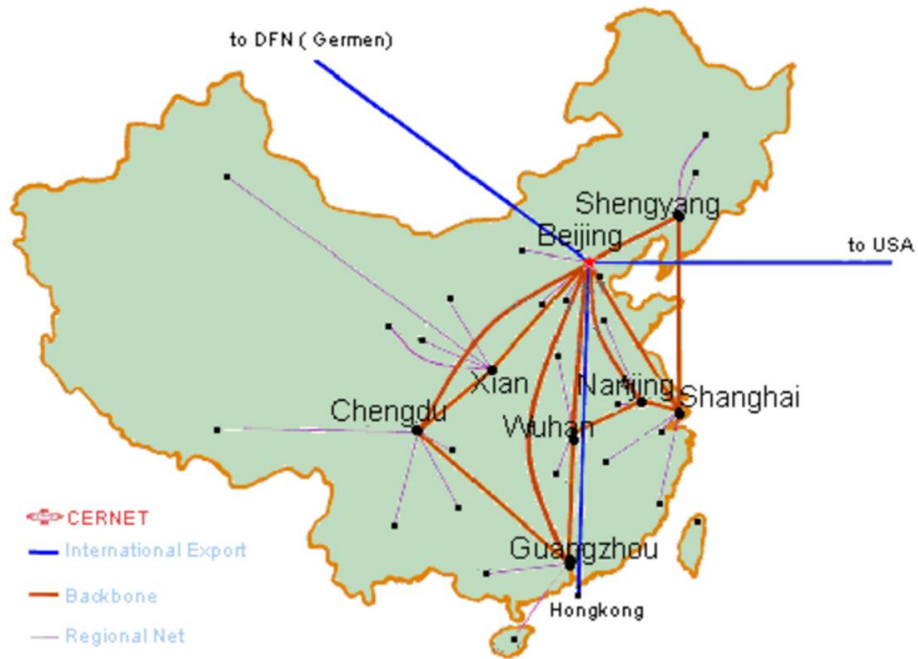 to DFN ( Germen)
Shengyang
Beijing
to USA
Xian
Nanjing
Shanghai
Chengdu
Wuhan
CERNET
International Export
Guangzhou
Backbone
Hongkong
Regional Net